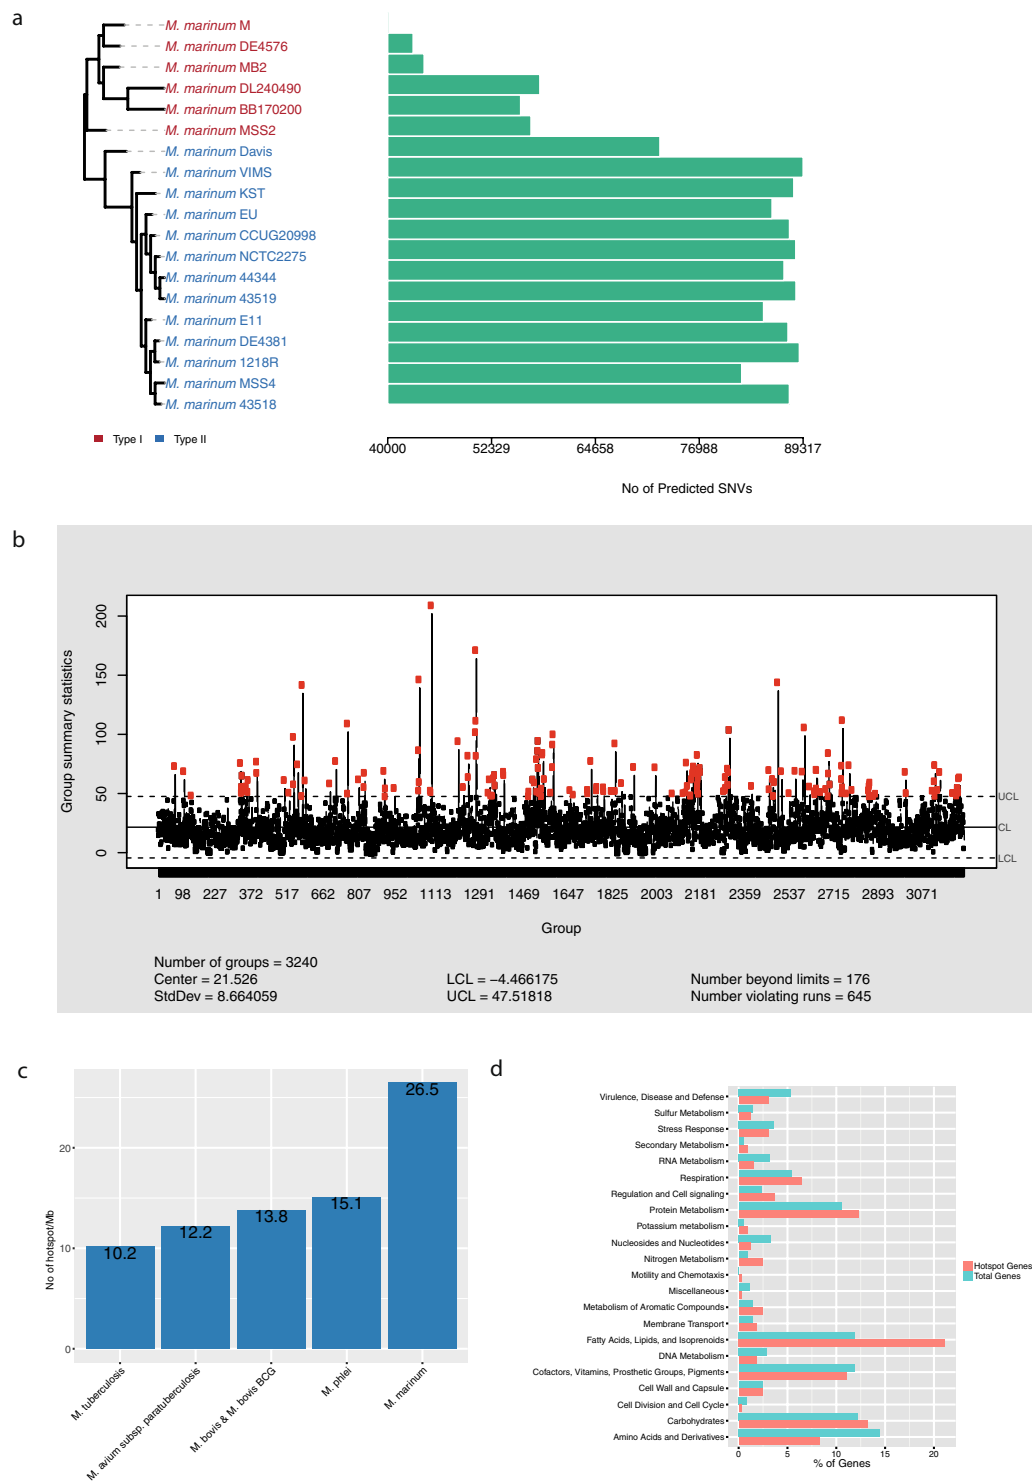 a
M. marinum M
M. marinum DE4576
M. marinum MB2
M. marinum DL240490
M. marinum BB170200
M. marinum MSS2
M. marinum Davis
M. marinum VIMS
M. marinum KST
M. marinum EU
M. marinum CCUG20998
M. marinum NCTC2275
M. marinum 44344
M. marinum 43519
M. marinum E11
M. marinum DE4381
M. marinum 1218R
M. marinum MSS4
M. marinum 43518
Type I Type II
40000 52329 64658 76988 89317
No of Predicted SNVs
b
Group summary statistics
200
150
100
50
0
UCL
CL
LCL
1 98 227 372 517 662 807 952 1113 1291 1469 1647 1825 2003 2181 2359 2537 2715 2893 3071
Group
Number of groups = 3240
Center = 21.526 LCL = −4.466175 Number beyond limits = 176
StdDev = 8.664059 UCL = 47.51818 Number violating runs = 645
c
No of hotspot/Mb
20
10
0
10.2
12.2
13.8
15.1
26.5
M. tuberculosis
M. avium subsp. paratuberculosis
M. bovis & M. bovis BCG
M. phlei
M. marinum
d
Virulence, Disease and Defense
Sulfur Metabolism
Stress Response
Secondary Metabolism
RNA Metabolism
Respiration
Regulation and Cell signaling
Protein Metabolism
Potassium metabolism
Nucleosides and Nucleotides
Nitrogen Metabolism
Motility and Chemotaxis
Miscellaneous
Metabolism of Aromatic Compounds
Membrane Transport
Fatty Acids, Lipids, and Isoprenoids
DNA Metabolism
Cofactors, Vitamins, Prosthetic Groups, Pigments
Cell Wall and Capsule
Cell Division and Cell Cycle
Carbohydrates
Amino Acids and Derivatives
0 5 10 15 20
% of Genes
Hotspot Genes
Total Genes